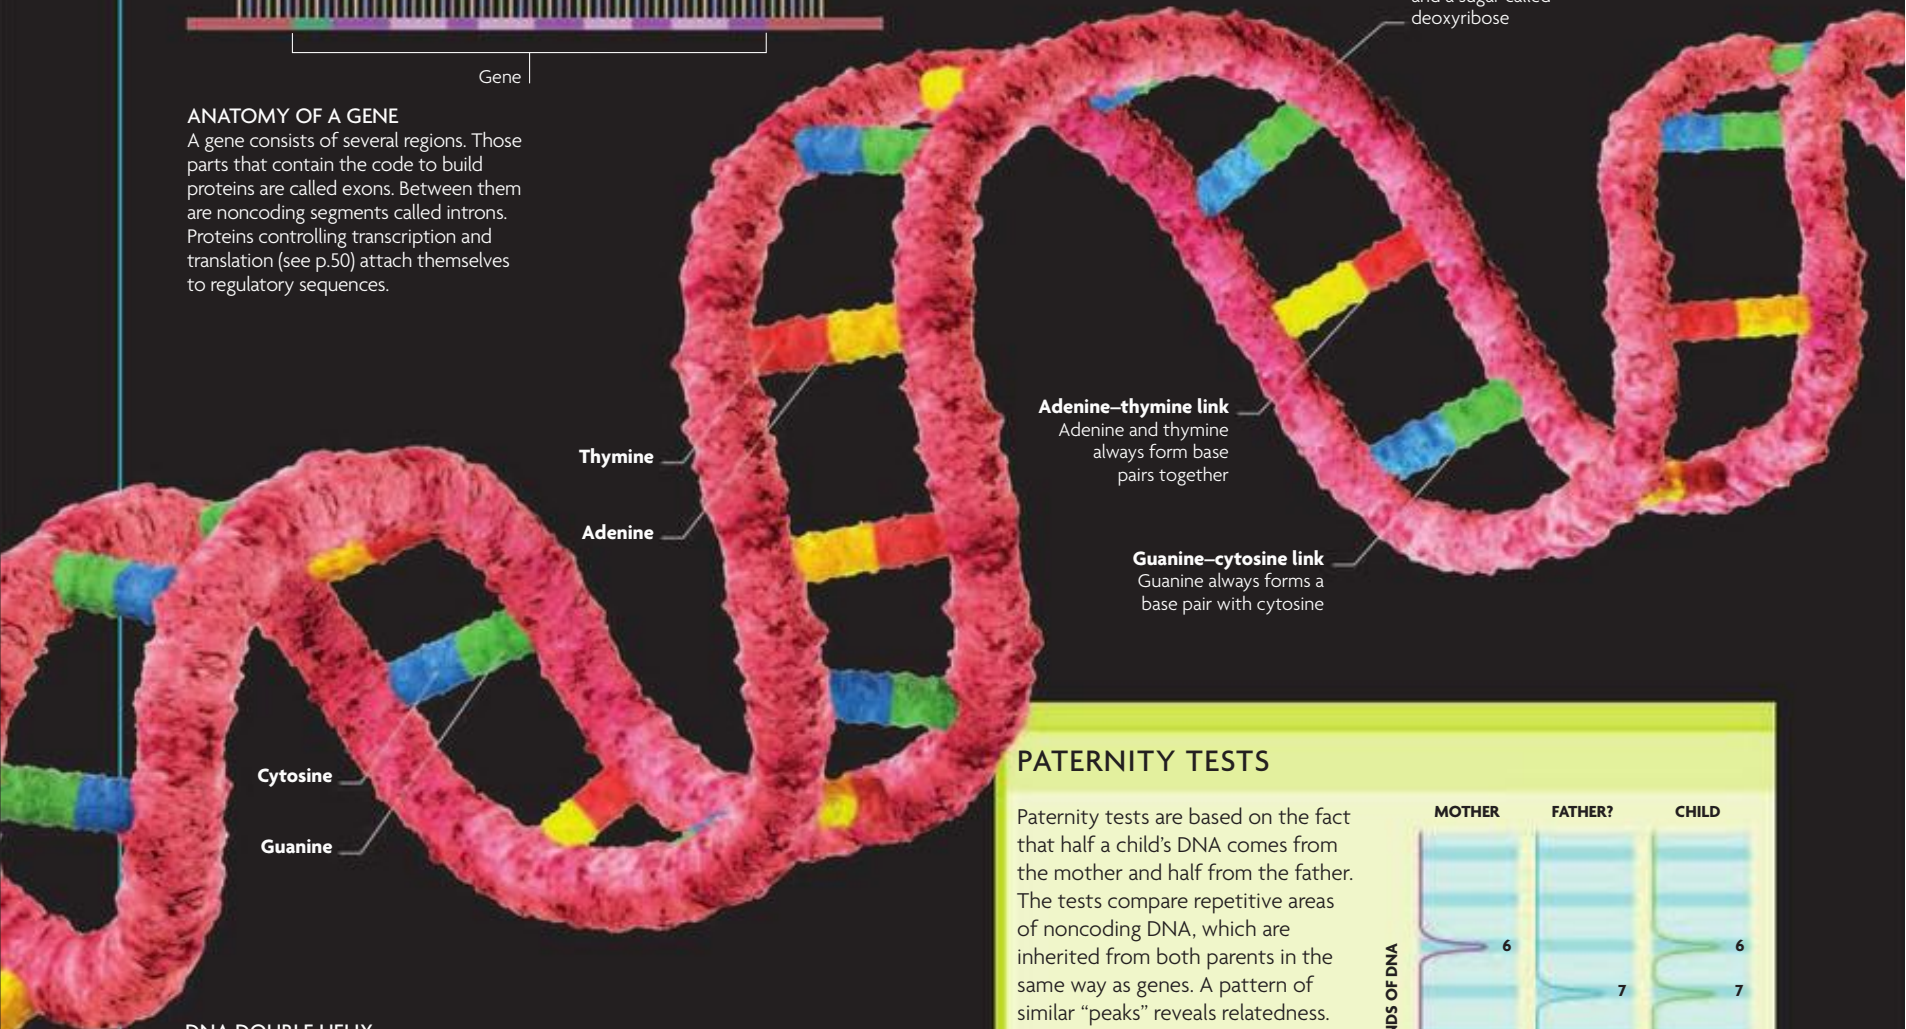 deoxyribose
Gene
ANATOMY OF A GENE
A gene consists of several regions. Those
parts that contain the code to build
proteins are called exons. Between them
are noncoding segments called introns.
Proteins controlling transcription and
translation (see p.50) attach themselves
to regulatory sequences.
Thymine
Adenine
Adenine–thymine link
Adenine and thymine
always form base
pairs together
Guanine–cytosine link
Guanine always forms a
base pair with cytosine
Cytosine
Guanine
PATERNITY TESTS
Paternity tests are based on the fact
that half a child’s DNA comes from
the mother and half from the father.
The tests compare repetitive areas
of noncoding DNA, which are
inherited from both parents in the
same way as genes. A pattern of
similar “peaks” reveals relatedness.
MOTHER FATHER? CHILD
6 6
7 7
OF DNA